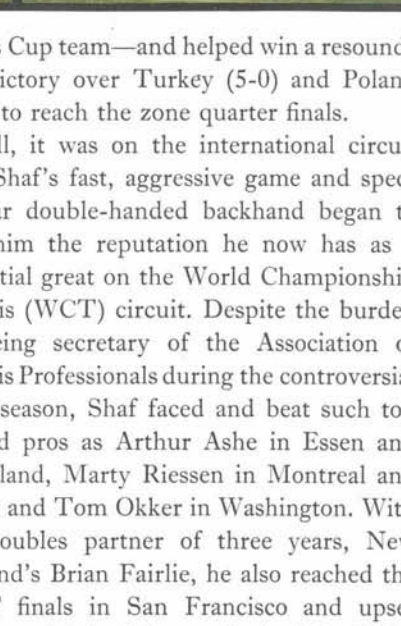 s Cup team—and helped win a resound
ictory over Turkey (5-0) and Polan
to reach the zone quarter finals.
ll, it was on the international circu
Shaf's fast, aggressive game and spec
ur double-handed backhand began t
him the reputation he now has as
tial great on the World Championshi
is (WCT) circuit. Despite the burde
eing secretary of the Association o
is Professionals during the controversia
season, Shaf faced and beat such to
d pros as Arthur Ashe in Essen an
land, Marty Riessen in Montreal an
and Tom Okker in Washington. Wit
oubles partner of three years, Nev
nd's Brian Fairlie, he also reached th
finals in San Francisco and upse